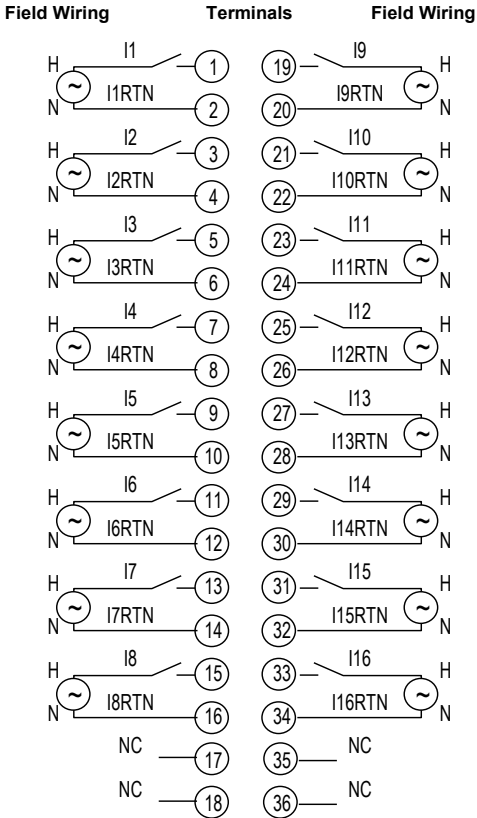 Field Wiring Terminals Field Wiring
H I1 1 19 I9 H
N I1RTN 2 20 I9RTN N
H I2 3 21 I10 H
N I2RTN 4 22 I10RTN N
H I3 5 23 I11 H
N I3RTN 6 24 I11RTN N
H I4 7 25 I12 H
N I4RTN 8 26 I12RTN N
H I5 9 27 I13 H
N I5RTN 10 28 I13RTN N
H I6 11 29 I14 H
N I6RTN 12 30 I14RTN N
H I7 13 31 I15 H
N I7RTN 14 32 I15RTN N
H I8 15 33 I16 H
N I8RTN 16 34 I16RTN N
NC 17 35 NC
NC 18 36 NC